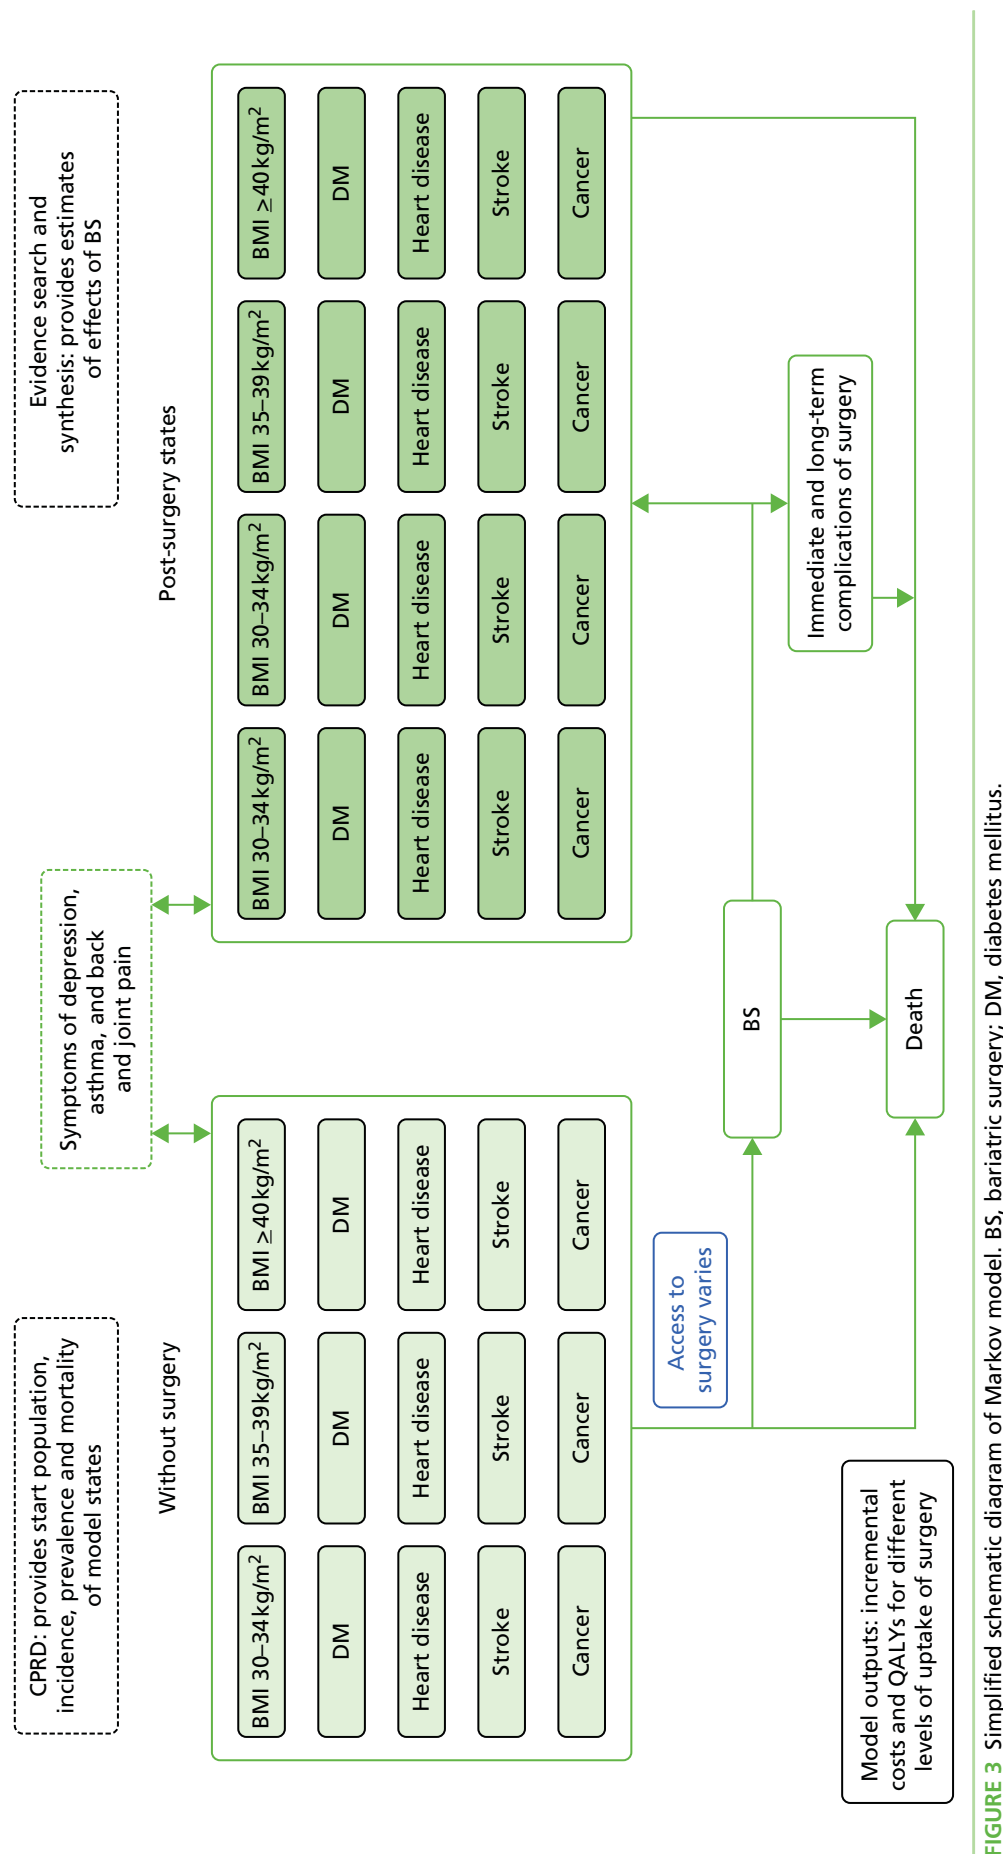 CPRD: provides start population,
incidence, prevalence and mortality
of model states
Symptoms of depression,
asthma, and back
and joint pain
Evidence search and
synthesis: provides estimates
of effects of BS
Without surgery
BMI 30–34 kg/m²
BMI 35–39 kg/m²
BMI ≥40 kg/m²
DM
DM
DM
Heart disease
Heart disease
Heart disease
Stroke
Stroke
Stroke
Cancer
Cancer
Cancer
Post-surgery states
BMI 30–34 kg/m²
BMI 30–34 kg/m²
BMI 35–39 kg/m²
BMI ≥40 kg/m²
DM
DM
DM
DM
Heart disease
Heart disease
Heart disease
Heart disease
Stroke
Stroke
Stroke
Stroke
Cancer
Cancer
Cancer
Cancer
Access to
surgery varies
BS
Immediate and long-term
complications of surgery
Death
Model outputs: incremental
costs and QALYs for different
levels of uptake of surgery
FIGURE 3 Simplified schematic diagram of Markov model. BS, bariatric surgery; DM, diabetes mellitus.